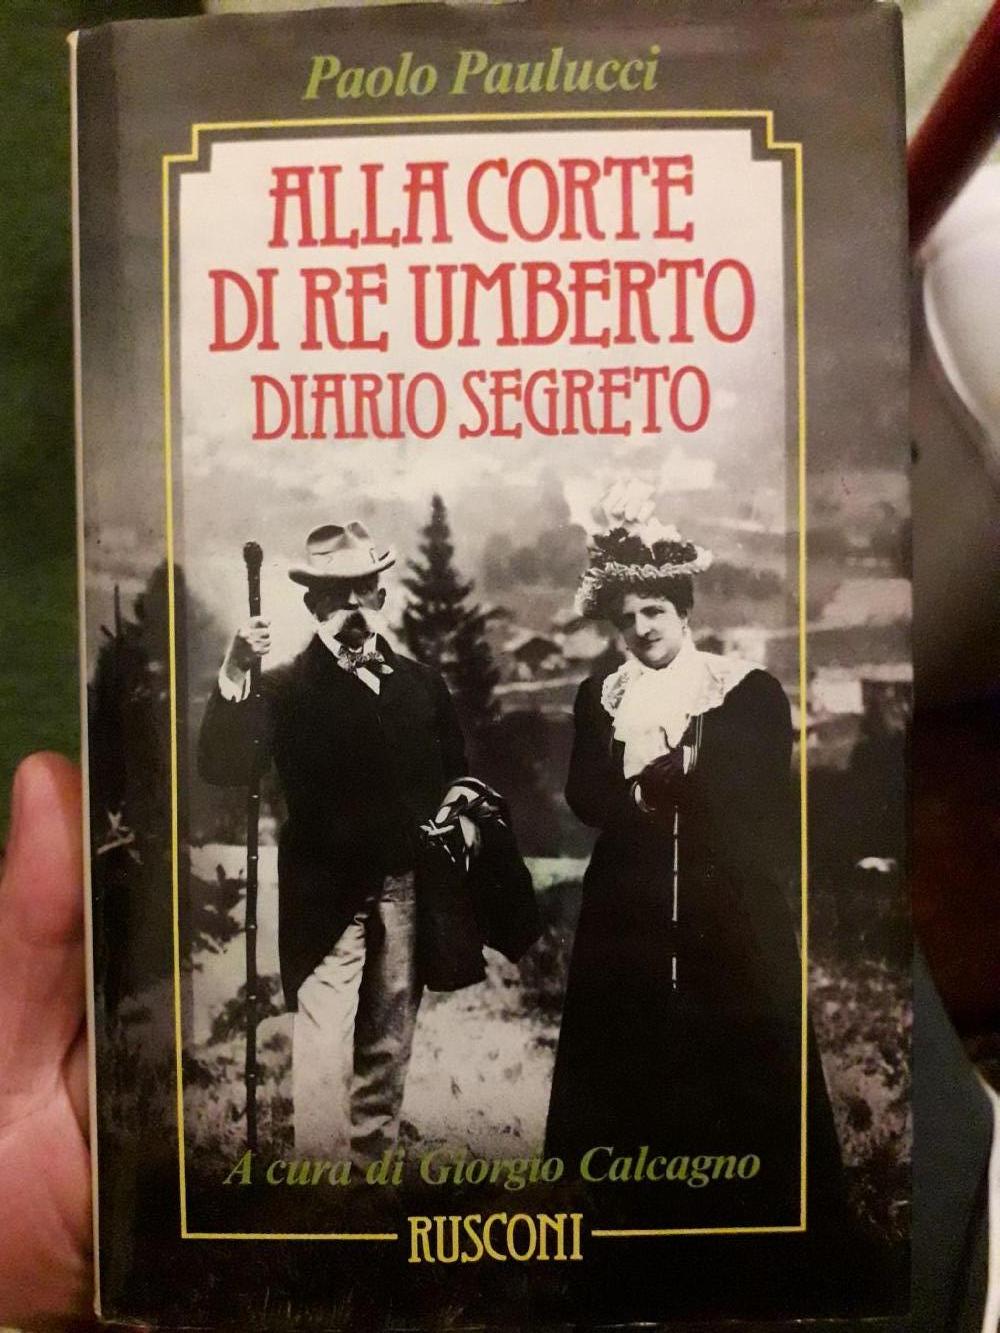 Paolo Paulucci
ALLA CORTE
DI RE UMBERTO
DIARIO SEGRETO
A cura di Giorgio Calcagno
RUSCONI